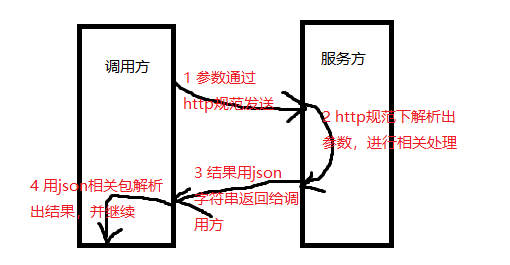 调用方
服务方
1 参数通过
http规范发送
2 http规范下解析出
参数，进行相关处理
3 结果用json
字符串返回给调
用方
4 用json相关包解析
出结果，并继续